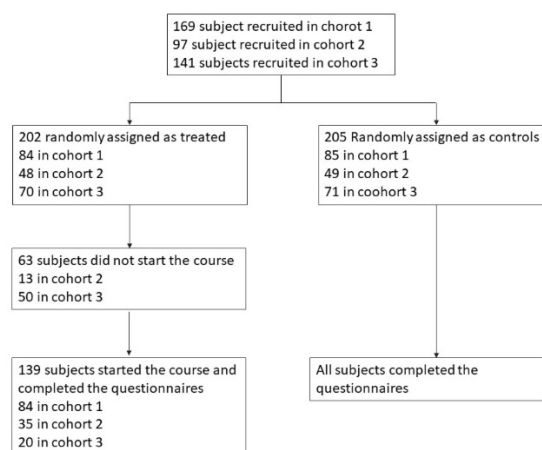 169 subject recruited in chorot 1
97 subject recruited in cohort 2
141 subjects recruited in cohort 3
202 randomly assigned as treated
84 in cohort 1
48 in cohort 2
70 in cohort 3
205 Randomly assigned as controls
85 in cohort 1
49 in cohort 2
71 in coohort 3
63 subjects did not start the course
13 in cohort 2
50 in cohort 3
139 subjects started the course and
completed the questionnaires
84 in cohort 1
35 in cohort 2
20 in cohort 3
All subjects completed the
questionnaires